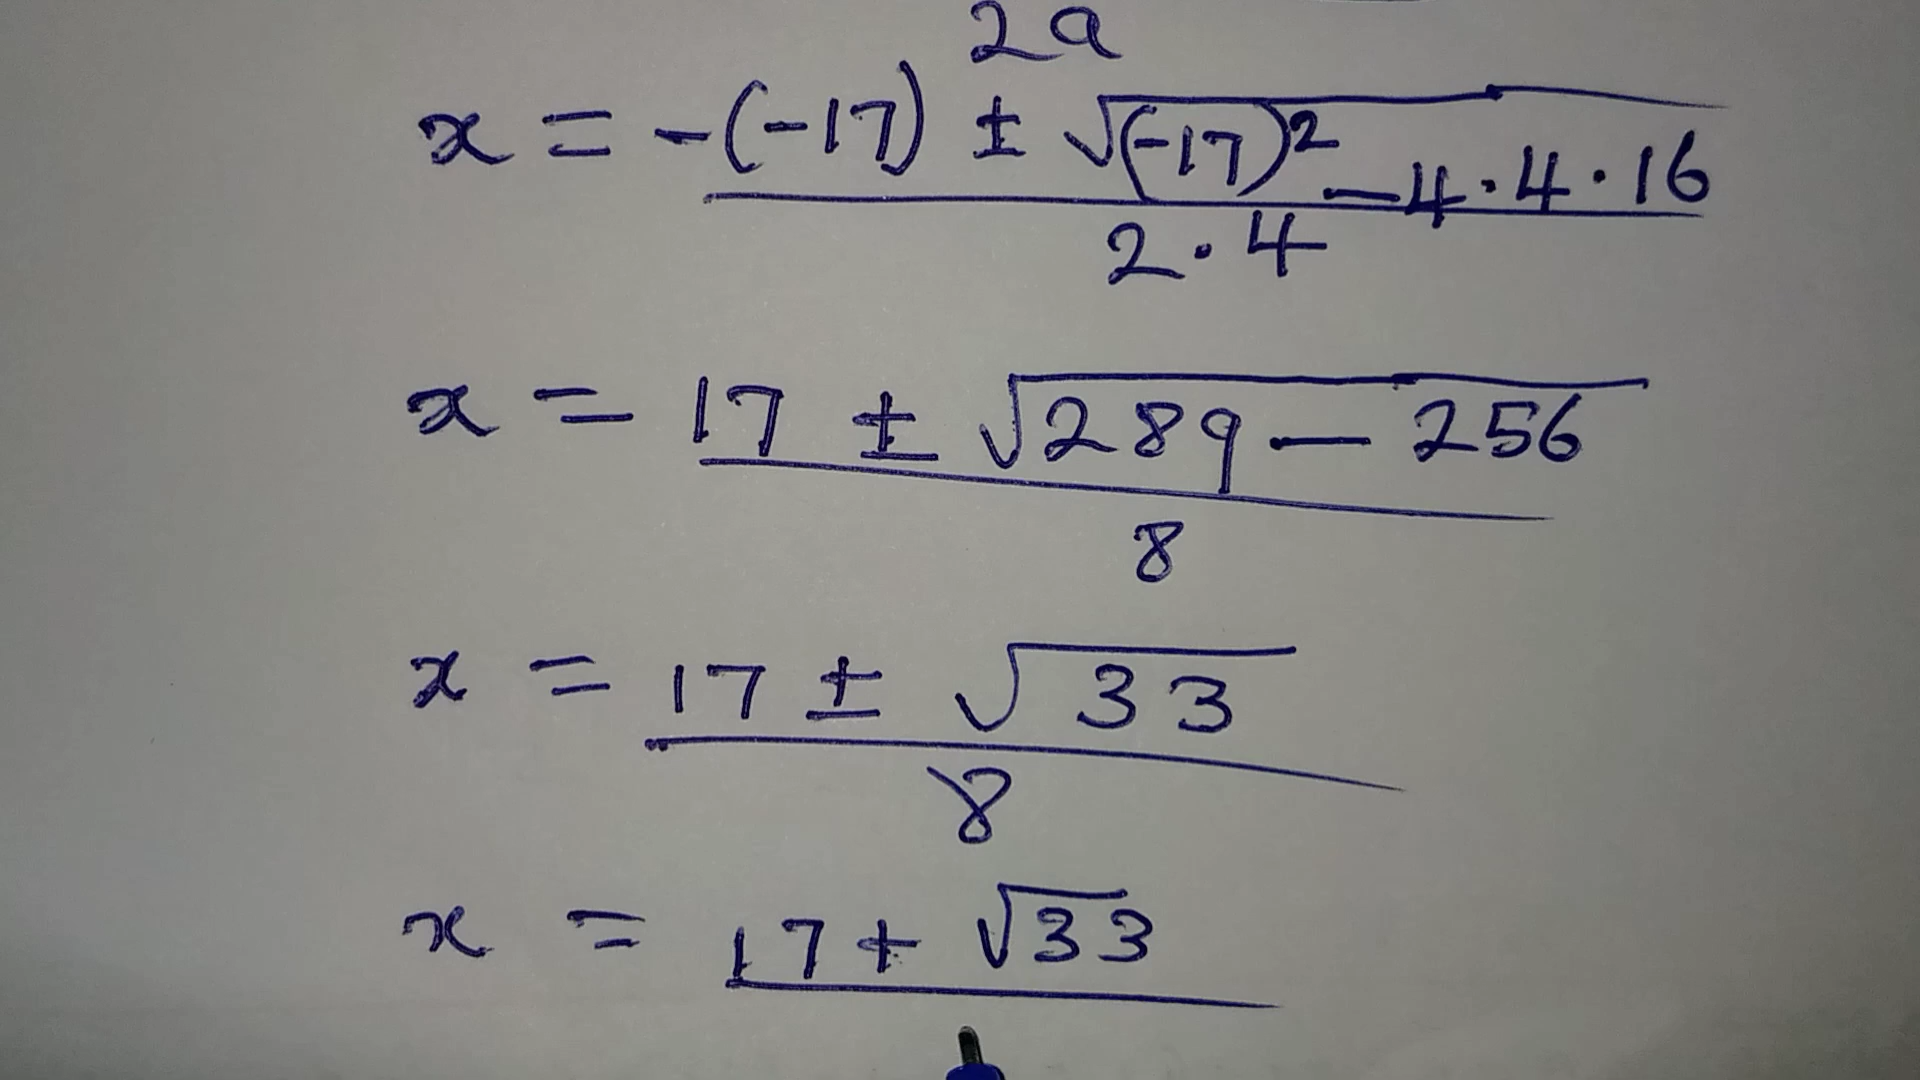 2a
x = -(-17) ± √(-17)² - 4·4·16
2·4
x = 17 ± √289 - 256
8
x = 17 ± √33
8
x = 17 + √33